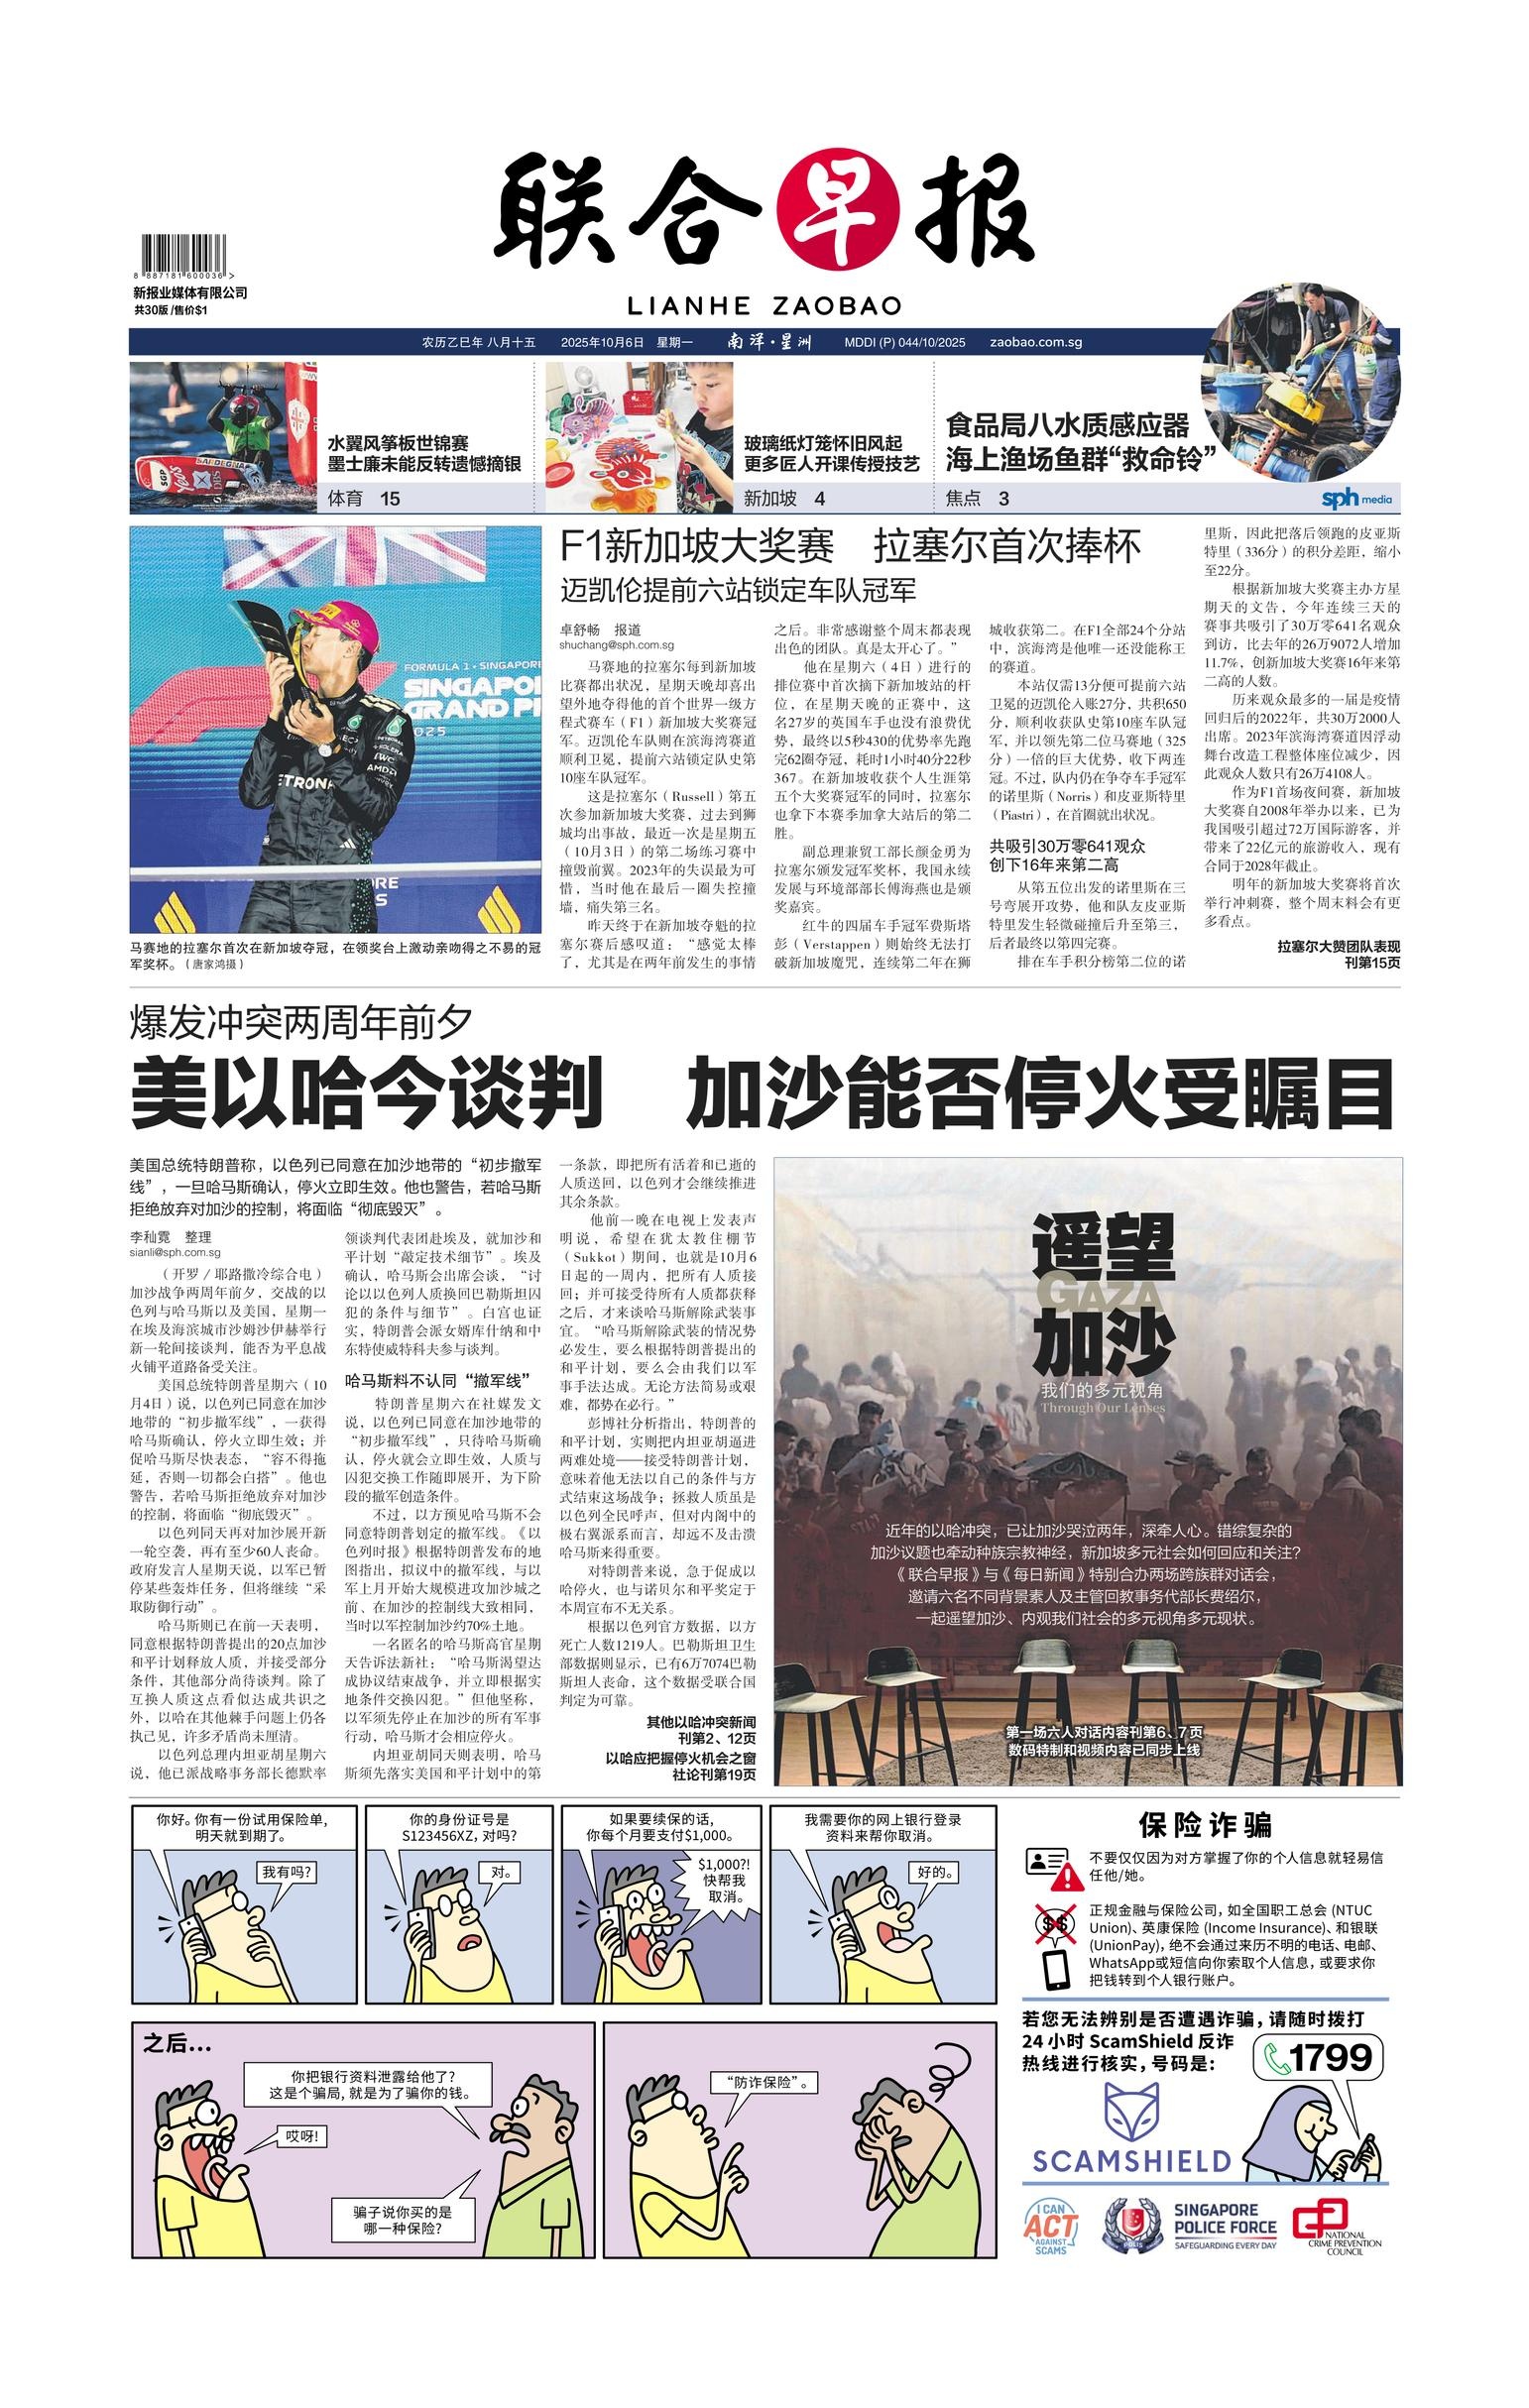 联合早报
LIANHE ZAOBAO
8 887181 600036 >
新报业媒体有限公司
共30版/售价$1
农历乙巳年 八月十五 2025年10月6日 星期一 南洋·星洲 MDDI (P) 044/10/2025 zaobao.com.sg
水翼风筝板世锦赛
墨士廉未能反转遗憾摘银
体育 15
玻璃纸灯笼怀旧风起
更多匠人开课传授技艺
新加坡 4
食品局八水质感应器
海上渔场鱼群“救命铃”
焦点 3
sph media
FORMULA 1 • SINGAPORE
SINGAPO
GRAND PI
2025
马赛地的拉塞尔首次在新加坡夺冠，在领奖台上激动亲吻得之不易的冠
军奖杯。（唐家鸿摄）
F1新加坡大奖赛 拉塞尔首次捧杯
迈凯伦提前六站锁定车队冠军
卓舒畅 报道
shuchang@sph.com.sg
马赛地的拉塞尔每到新加坡
比赛都出状况，星期天晚却喜出
望外地夺得他的首个世界一级方
程式赛车（F1）新加坡大奖赛冠
军。迈凯伦车队则在滨海湾赛道
顺利卫冕，提前六站锁定队史第
10座车队冠军。
这是拉塞尔（Russell）第五
次参加新加坡大奖赛，过去到狮
城均出事故，最近一次是星期五
（10月3日）的第二场练习赛中
撞毁前翼。2023年的失误最为可
惜，当时他在最后一圈失控撞
墙，痛失第三名。
昨天终于在新加坡夺魁的拉
塞尔赛后感叹道：“感觉太棒
了，尤其是在两年前发生的事情
之后。非常感谢整个周末都表现
出色的团队。真是太开心了。”
他在星期六（4日）进行的
排位赛中首次摘下新加坡站的杆
位，在星期天晚的正赛中，这
名27岁的英国车手也没有浪费优
势，最终以5秒430的优势率先跑
完62圈夺冠，耗时1小时40分22秒
367。在新加坡收获个人生涯第
五个大奖赛冠军的同时，拉塞尔
也拿下本赛季加拿大站后的第二
胜。
副总理兼贸工部长颜金勇为
拉塞尔颁发冠军奖杯，我国永续
发展与环境部部长傅海燕也是颁
奖嘉宾。
红牛的四届车手冠军费斯塔
彭（Verstappen）则始终无法打
破新加坡魔咒，连续第二年在狮
城收获第二。在F1全部24个分站
中，滨海湾是他唯一还没能称王
的赛道。
本站仅需13分便可提前六站
卫冕的迈凯伦入账27分，共积650
分，顺利收获队史第10座车队冠
军，并以领先第二位马赛地（325
分）一倍的巨大优势，收下两连
冠。不过，队内仍在争夺车手冠军
的诺里斯（Norris）和皮亚斯特里
（Piastri），在首圈就出状况。
共吸引30万零641观众
创下16年来第二高
从第五位出发的诺里斯在三
号弯展开攻势，他和队友皮亚斯
特里发生轻微碰撞后升至第三，
后者最终以第四完赛。
排在车手积分榜第二位的诺
里斯，因此把落后领跑的皮亚斯
特里（336分）的积分差距，缩小
至22分。
根据新加坡大奖赛主办方星
期天的文告，今年连续三天的
赛事共吸引了30万零641名观众
到访，比去年的26万9072人增加
11.7%，创新加坡大奖赛16年来第
二高的人数。
历来观众最多的一届是疫情
回归后的2022年，共30万2000人
出席。2023年滨海湾赛道因浮动
舞台改造工程整体座位减少，因
此观众人数只有26万4108人。
作为F1首场夜间赛，新加坡
大奖赛自2008年举办以来，已为
我国吸引超过72万国际游客，并
带来了22亿元的旅游收入，现有
合同于2028年截止。
明年的新加坡大奖赛将首次
举行冲刺赛，整个周末料会有更
多看点。
拉塞尔大赞团队表现
刊第15页
爆发冲突两周年前夕
美以哈今谈判 加沙能否停火受瞩目
美国总统特朗普称，以色列已同意在加沙地带的“初步撤军
线”，一旦哈马斯确认，停火立即生效。他也警告，若哈马斯
拒绝放弃对加沙的控制，将面临“彻底毁灭”。
李秈霓 整理
sianli@sph.com.sg
（开罗／耶路撒冷综合电）
加沙战争两周年前夕，交战的以
色列与哈马斯以及美国，星期一
在埃及海滨城市沙姆沙伊赫举行
新一轮间接谈判，能否为平息战
火铺平道路备受关注。
美国总统特朗普星期六（10
月4日）说，以色列已同意在加沙
地带的“初步撤军线”，一获得
哈马斯确认，停火立即生效；并
促哈马斯尽快表态，“容不得拖
延，否则一切都会白搭”。他也
警告，若哈马斯拒绝放弃对加沙
的控制，将面临“彻底毁灭”。
以色列同天再对加沙展开新
一轮空袭，再有至少60人丧命。
政府发言人星期天说，以军已暂
停某些轰炸任务，但将继续“采
取防御行动”。
哈马斯则已在前一天表明，
同意根据特朗普提出的20点加沙
和平计划释放人质，并接受部分
条件，其他部分尚待谈判。除了
互换人质这点看似达成共识之
外，以哈在其他棘手问题上仍各
执己见，许多矛盾尚未厘清。
以色列总理内坦亚胡星期六
说，他已派战略事务部长德默率
领谈判代表团赴埃及，就加沙和
平计划“敲定技术细节”。埃及
确认，哈马斯会出席会谈，“讨
论以以色列人质换回巴勒斯坦囚
犯的条件与细节”。白宫也证
实，特朗普会派女婿库什纳和中
东特使威特科夫参与谈判。
哈马斯料不认同“撤军线”
特朗普星期六在社媒发文
说，以色列已同意在加沙地带的
“初步撤军线”，只待哈马斯确
认，停火就会立即生效，人质与
囚犯交换工作随即展开，为下阶
段的撤军创造条件。
不过，以方预见哈马斯不会
同意特朗普划定的撤军线。《以
色列时报》根据特朗普发布的地
图指出，拟议中的撤军线，与以
军上月开始大规模进攻加沙城之
前、在加沙的控制线大致相同，
当时以军控制加沙约70%土地。
一名匿名的哈马斯高官星期
天告诉法新社：“哈马斯渴望达
成协议结束战争，并立即根据实
地条件交换囚犯。”但他坚称，
以军须先停止在加沙的所有军事
行动，哈马斯才会相应停火。
内坦亚胡同天则表明，哈马
斯须先落实美国和平计划中的第
一条款，即把所有活着和已逝的
人质送回，以色列才会继续推进
其余条款。
他前一晚在电视上发表声
明说，希望在犹太教住棚节
（Sukkot）期间，也就是10月6
日起的一周内，把所有人质接
回；并可接受待所有人质都获释
之后，才来谈哈马斯解除武装事
宜。“哈马斯解除武装的情况势
必发生，要么根据特朗普提出的
和平计划，要么会由我们以军
事手法达成。无论方法简易或艰
难，都势在必行。”
彭博社分析指出，特朗普的
和平计划，实则把内坦亚胡逼进
两难处境——接受特朗普计划，
意味着他无法以自己的条件与方
式结束这场战争；拯救人质虽是
以色列全民呼声，但对内阁中的
极右翼派系而言，却远不及击溃
哈马斯来得重要。
对特朗普来说，急于促成以
哈停火，也与诺贝尔和平奖定于
本周宣布不无关系。
根据以色列官方数据，以方
死亡人数1219人。巴勒斯坦卫生
部数据则显示，已有6万7074巴勒
斯坦人丧命，这个数据受联合国
判定为可靠。
其他以哈冲突新闻
刊第2、12页
以哈应把握停火机会之窗
社论刊第19页
遥望
GAZA
加沙
我们的多元视角
Through Our Lenses
近年的以哈冲突，已让加沙哭泣两年，深牵人心。错综复杂的
加沙议题也牵动种族宗教神经，新加坡多元社会如何回应和关注？
《联合早报》与《每日新闻》特别合办两场跨族群对话会，
邀请六名不同背景素人及主管回教事务代部长费绍尔，
一起遥望加沙、内观我们社会的多元视角多元现状。
第一场六人对话内容刊第6、7页
数码特制和视频内容已同步上线
你好。你有一份试用保险单，
明天就到期了。
我有吗?
你的身份证号是
S123456XZ，对吗?
对。
如果要续保的话，
你每个月要支付$1,000。
$1,000?!
快帮我
取消。
我需要你的网上银行登录
资料来帮你取消。
好的。
之后...
你把银行资料泄露给他了?
这是个骗局，就是为了骗你的钱。
哎呀!
骗子说你买的是
哪一种保险?
“防诈保险”。
保险诈骗
不要仅仅因为对方掌握了你的个人信息就轻易信
任他/她。
正规金融与保险公司，如全国职工总会 (NTUC
Union)、英康保险 (Income Insurance)、和银联
(UnionPay)，绝不会通过来历不明的电话、电邮、
WhatsApp或短信向你索取个人信息，或要求你
把钱转到个人银行账户。
若您无法辨别是否遭遇诈骗，请随时拨打
24 小时 ScamShield 反诈
热线进行核实，号码是：
1799
SCAMSHIELD
I CAN
ACT
AGAINST
SCAMS
SINGAPORE
POLICE FORCE
SAFEGUARDING EVERY DAY
NATIONAL
CRIME PREVENTION
COUNCIL